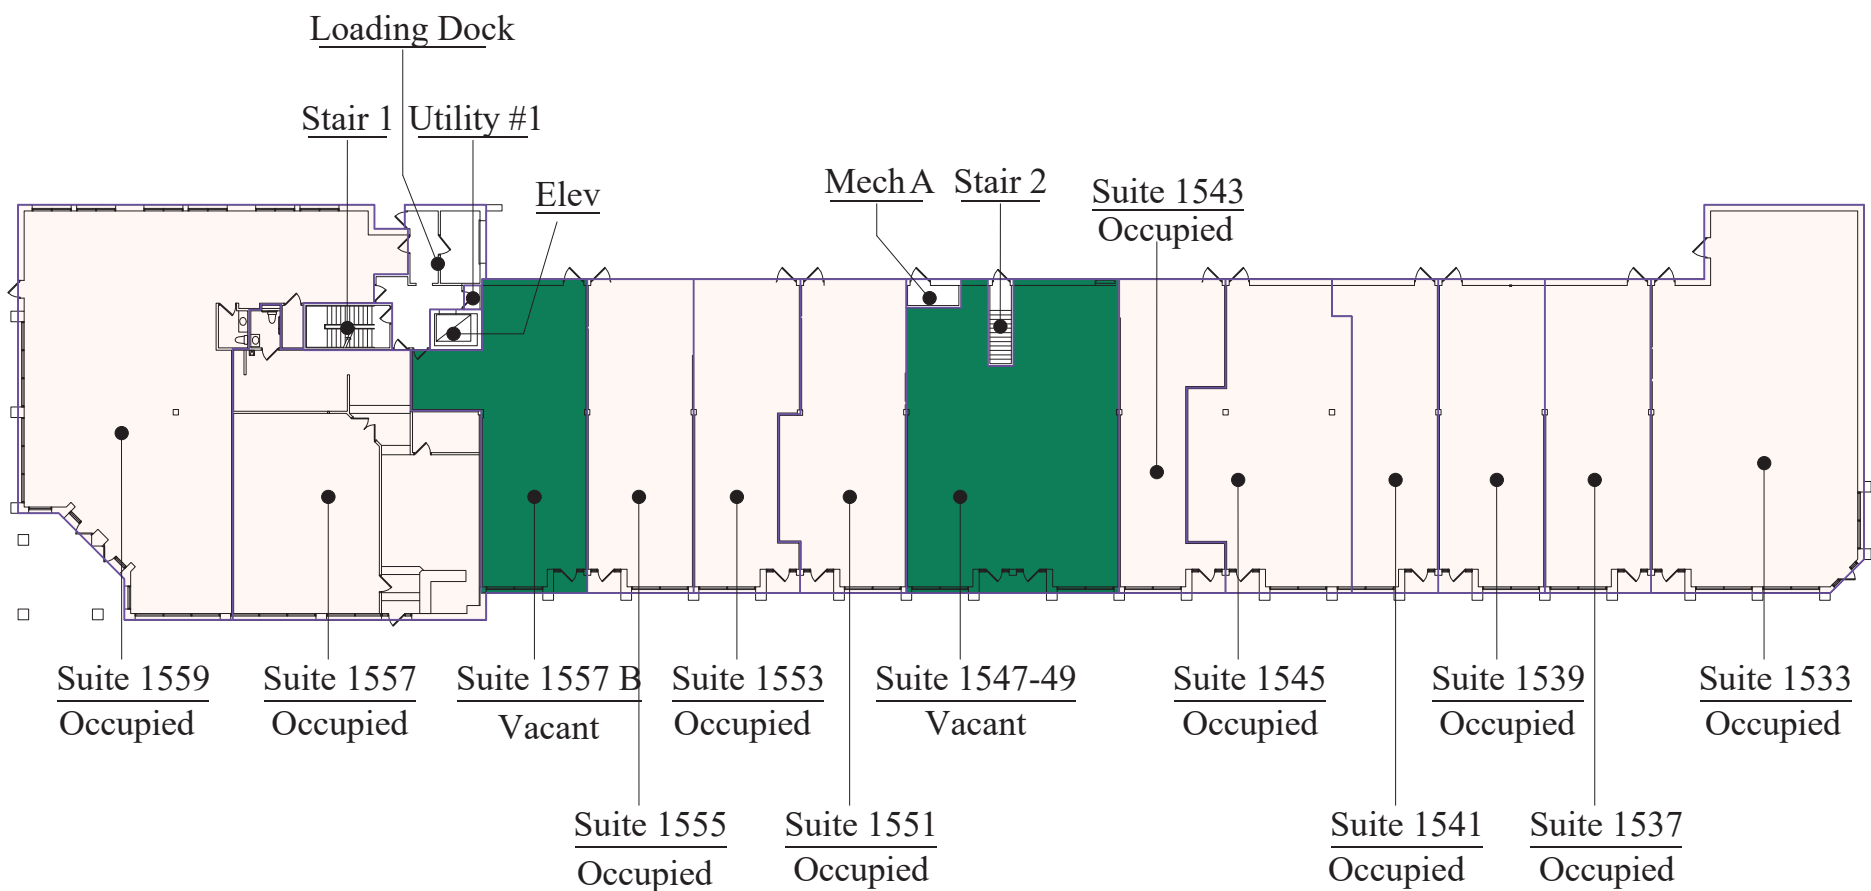 Loading Dock
Stair 1
Utility #1
Elev
Mech A
Stair 2
Suite 1543
Occupied
Suite 1559
Occupied
Suite 1557
Occupied
Suite 1557 B
Vacant
Suite 1553
Occupied
Suite 1547-49
Vacant
Suite 1545
Occupied
Suite 1539
Occupied
Suite 1533
Occupied
Suite 1555
Occupied
Suite 1551
Occupied
Suite 1541
Occupied
Suite 1537
Occupied